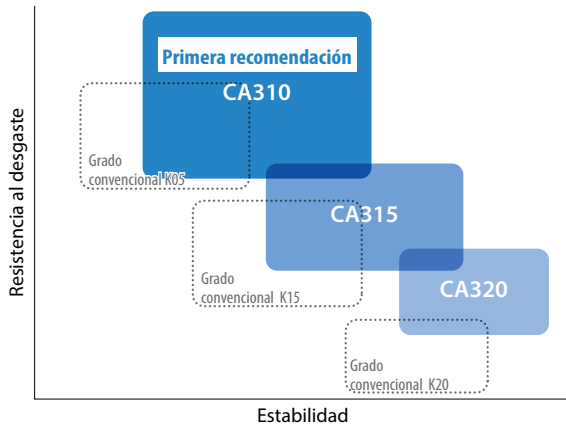 Primera recomendación
CA310
Grado
convencional K05
CA315
Grado
convencional K15
CA320
Grado
convencional K20
Resistencia al desgaste
Estabilidad